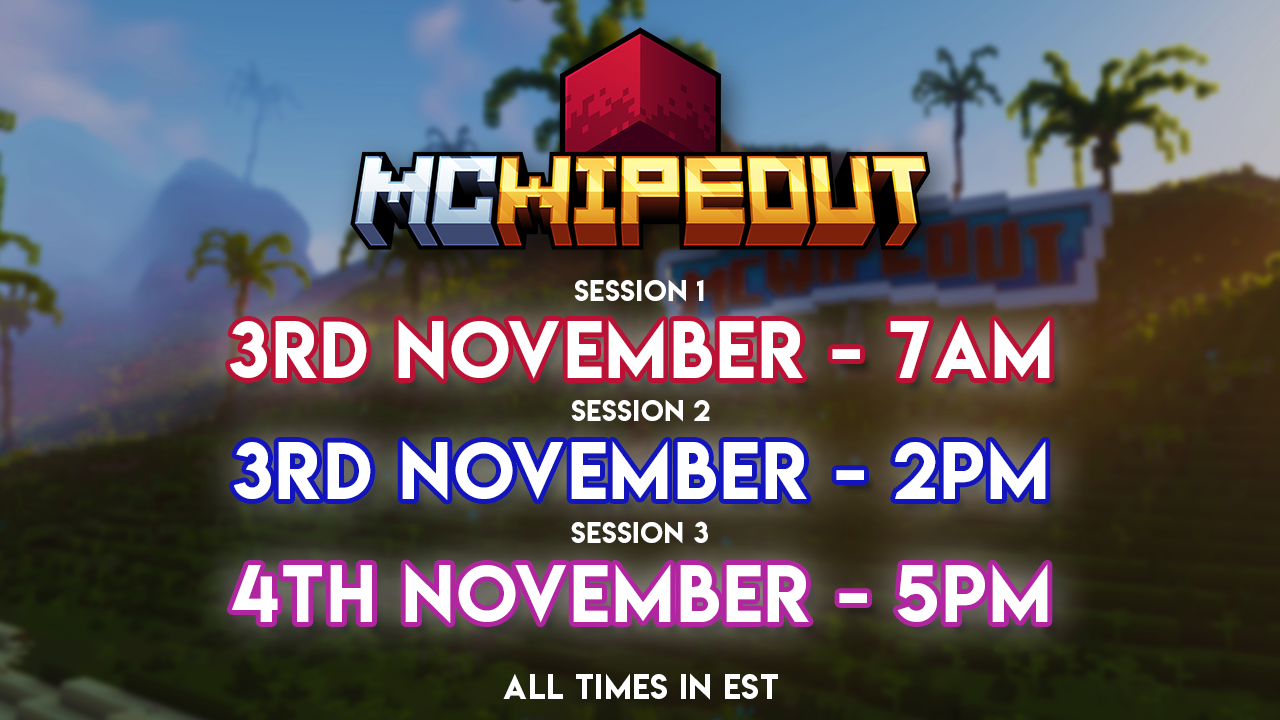 MCWIPEOUT
MCWIPEOUT
SESSION 1
3RD NOVEMBER - 7AM
SESSION 2
3RD NOVEMBER - 2PM
SESSION 3
4TH NOVEMBER - 5PM
ALL TIMES IN EST